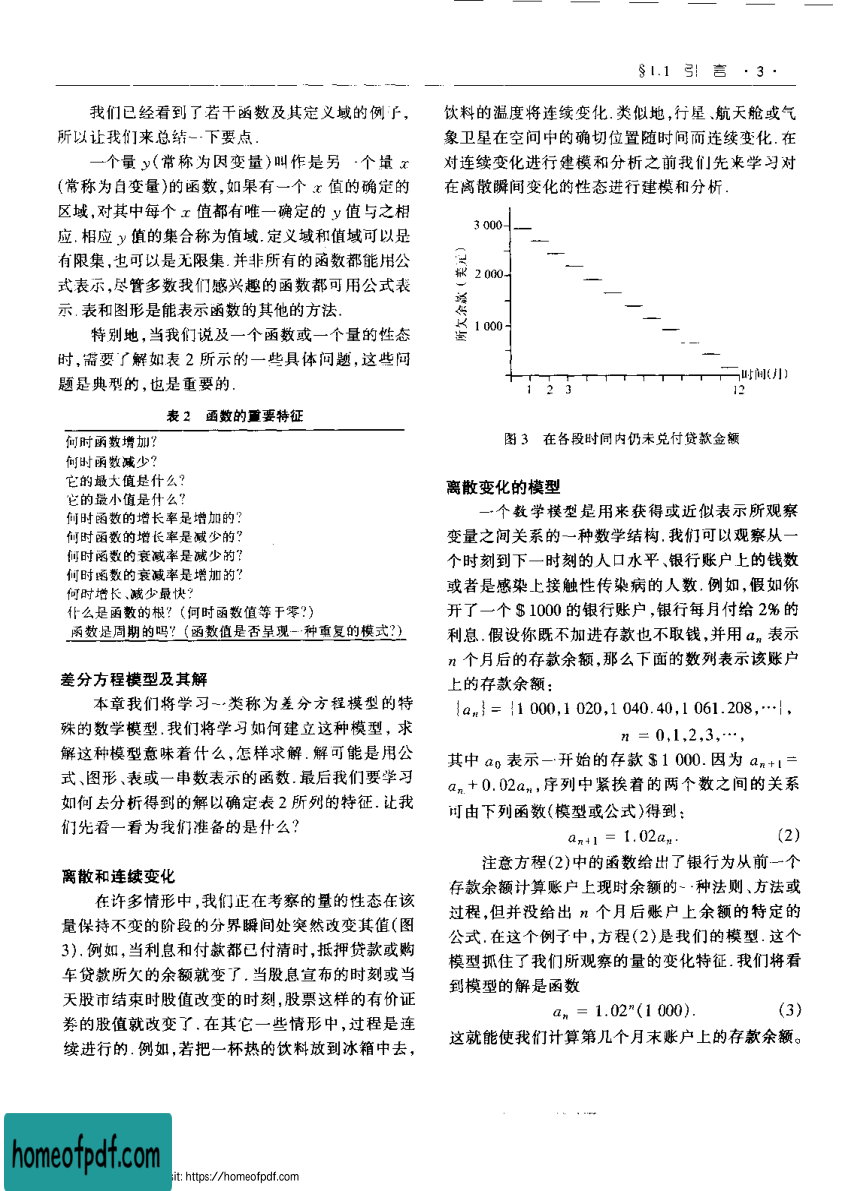 §1.1 引 言 ·3·
我们已经看到了若干函数及其定义域的例子,
所以让我们来总结一下要点.
一个量 y(常称为因变量)叫作是另一个量 x
(常称为自变量)的函数,如果有一个 x 值的确定的
区域,对其中每个 x 值都有唯一确定的 y 值与之相
应.相应 y 值的集合称为值域.定义域和值域可以是
有限集,也可以是无限集.并非所有的函数都能用公
式表示,尽管多数我们感兴趣的函数都可用公式表
示.表和图形是能表示函数的其他的方法.
特别地,当我们说及一个函数或一个量的性态
时,需要了解如表 2 所示的一些具体问题,这些问
题是典型的,也是重要的.
表 2 函数的重要特征
何时函数增加?
何时函数减少?
它的最大值是什么?
它的最小值是什么?
何时函数的增长率是增加的?
何时函数的增长率是减少的?
何时函数的衰减率是减少的?
何时函数的衰减率是增加的?
何时增长、减少最快?
什么是函数的根?(何时函数值等于零?)
函数是周期的吗?(函数值是否呈现一种重复的模式?)
差分方程模型及其解
本章我们将学习一类称为差分方程模型的特
殊的数学模型.我们将学习如何建立这种模型, 求
解这种模型意味着什么,怎样求解.解可能是用公
式、图形、表或一串数表示的函数.最后我们要学习
如何去分析得到的解以确定表 2 所列的特征.让我
们先看一看为我们准备的是什么?
离散和连续变化
在许多情形中,我们正在考察的量的性态在该
量保持不变的阶段的分界瞬间处突然改变其值(图
3).例如,当利息和付款都已付清时,抵押贷款或购
车贷款所欠的余额就变了.当股息宣布的时刻或当
天股市结束时股值改变的时刻,股票这样的有价证
券的股值就改变了.在其它一些情形中,过程是连
续进行的.例如,若把一杯热的饮料放到冰箱中去,
饮料的温度将连续变化.类似地,行星、航天舱或气
象卫星在空间中的确切位置随时间而连续变化.在
对连续变化进行建模和分析之前我们先来学习对
在离散瞬间变化的性态进行建模和分析.
所欠余款(美元)
3 000
2 000
1 000
1 2 3 12
时间(月)
图 3 在各段时间内仍未兑付贷款金额
离散变化的模型
一个数学模型是用来获得或近似表示所观察
变量之间关系的一种数学结构.我们可以观察从一
个时刻到下一时刻的人口水平、银行账户上的钱数
或者是感染上接触性传染病的人数.例如,假如你
开了一个 $1000 的银行账户,银行每月付给 2% 的
利息.假设你既不加进存款也不取钱,并用 aₙ 表示
n 个月后的存款余额,那么下面的数列表示该账户
上的存款余额:
{aₙ} = {1 000,1 020,1 040.40,1 061.208,…},
n = 0,1,2,3,…,
其中 a₀ 表示一开始的存款 $1 000.因为 aₙ₊₁ =
aₙ + 0.02aₙ,序列中紧挨着的两个数之间的关系
可由下列函数(模型或公式)得到:
aₙ₊₁ = 1.02aₙ. (2)
注意方程(2)中的函数给出了银行为从前一个
存款余额计算账户上现时余额的一种法则、方法或
过程,但并没给出 n 个月后账户上余额的特定的
公式.在这个例子中,方程(2)是我们的模型.这个
模型抓住了我们所观察的量的变化特征.我们将看
到模型的解是函数
aₙ = 1.02ⁿ(1 000). (3)
这就能使我们计算第几个月末账户上的存款余额。
homeofpdf.com
sit: https://homeofpdf.com